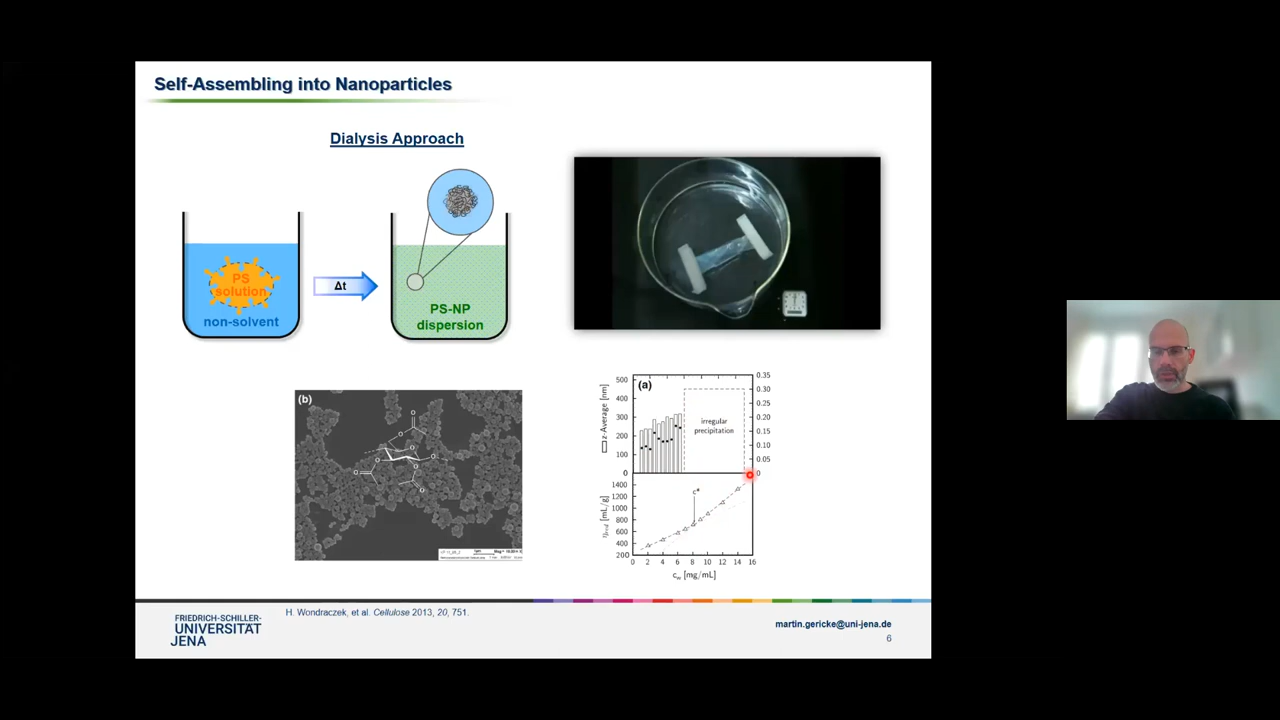 Self-Assembling into Nanoparticles
Dialysis Approach
PS
solution
non-solvent
Δt
PS-NP
dispersion
(b)
O
O
O
O
O
O
O
O
(a)
z-Average [nm]
500
400
300
200
100
0
0.35
0.30
0.25
0.20
0.15
0.10
0.05
0
irregular
precipitation
ηred [mL/g]
1400
1200
1000
800
600
400
200
c*
0 2 4 6 8 10 12 14 16
cw [mg/mL]
H. Wondraczek, et al. Cellulose 2013, 20, 751.
FRIEDRICH-SCHILLER-
UNIVERSITÄT
JENA
martin.gericke@uni-jena.de
6